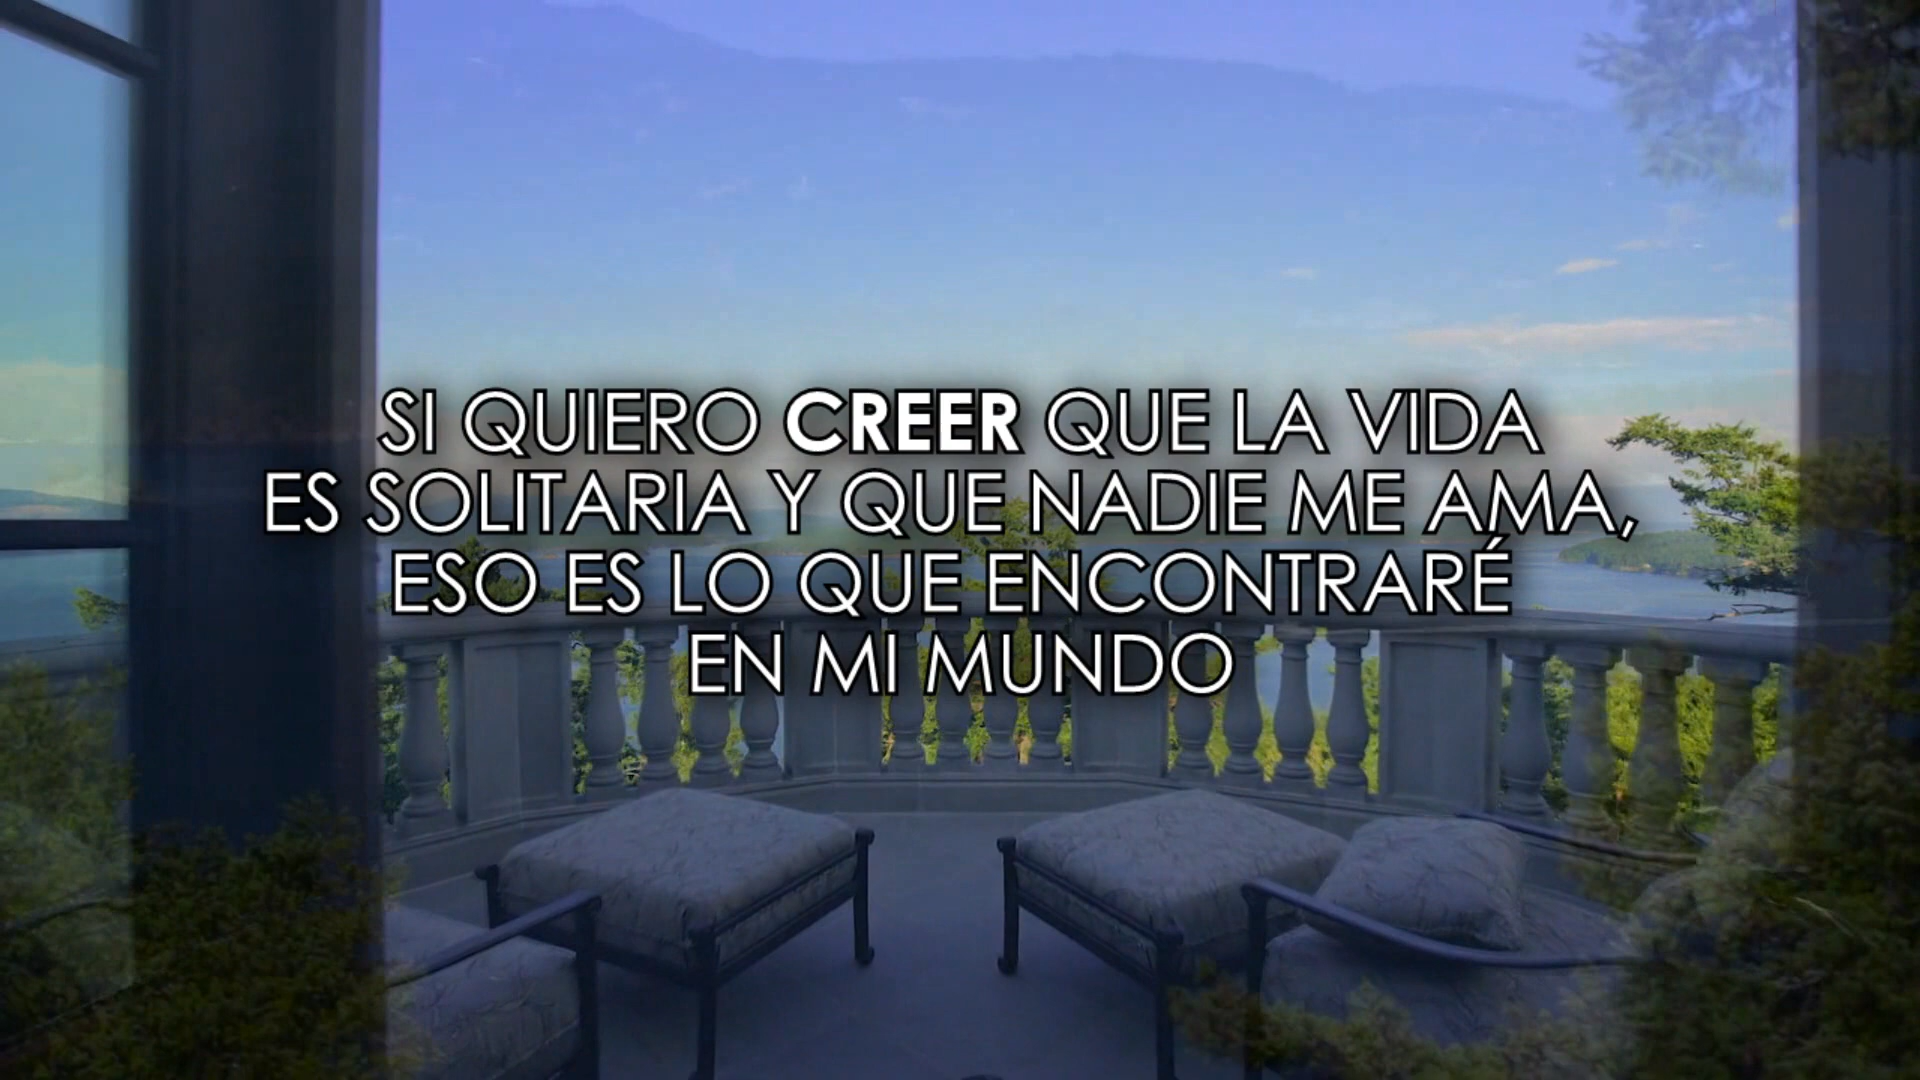 SI QUIERO CREER QUE LA VIDA
ES SOLITARIA Y QUE NADIE ME AMA,
ESO ES LO QUE ENCONTRARÉ
EN MI MUNDO